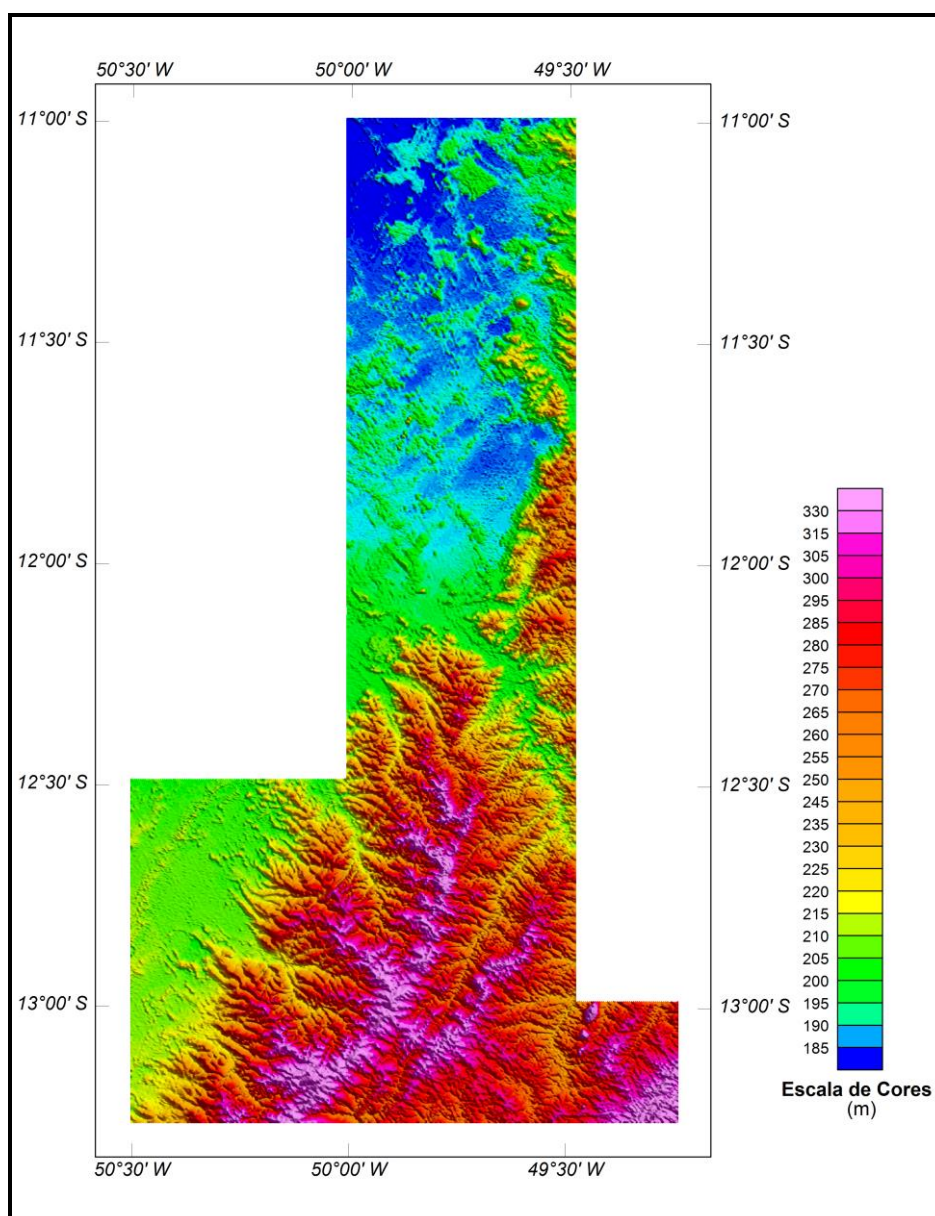 50°30' W 50°00' W 49°30' W
11°00' S 11°00' S
11°30' S 11°30' S
12°00' S 12°00' S
12°30' S 12°30' S
13°00' S 13°00' S
50°30' W 50°00' W 49°30' W
330
315
305
300
295
285
280
275
270
265
260
255
250
245
235
230
225
220
215
210
205
200
195
190
185
Escala de Cores
(m)